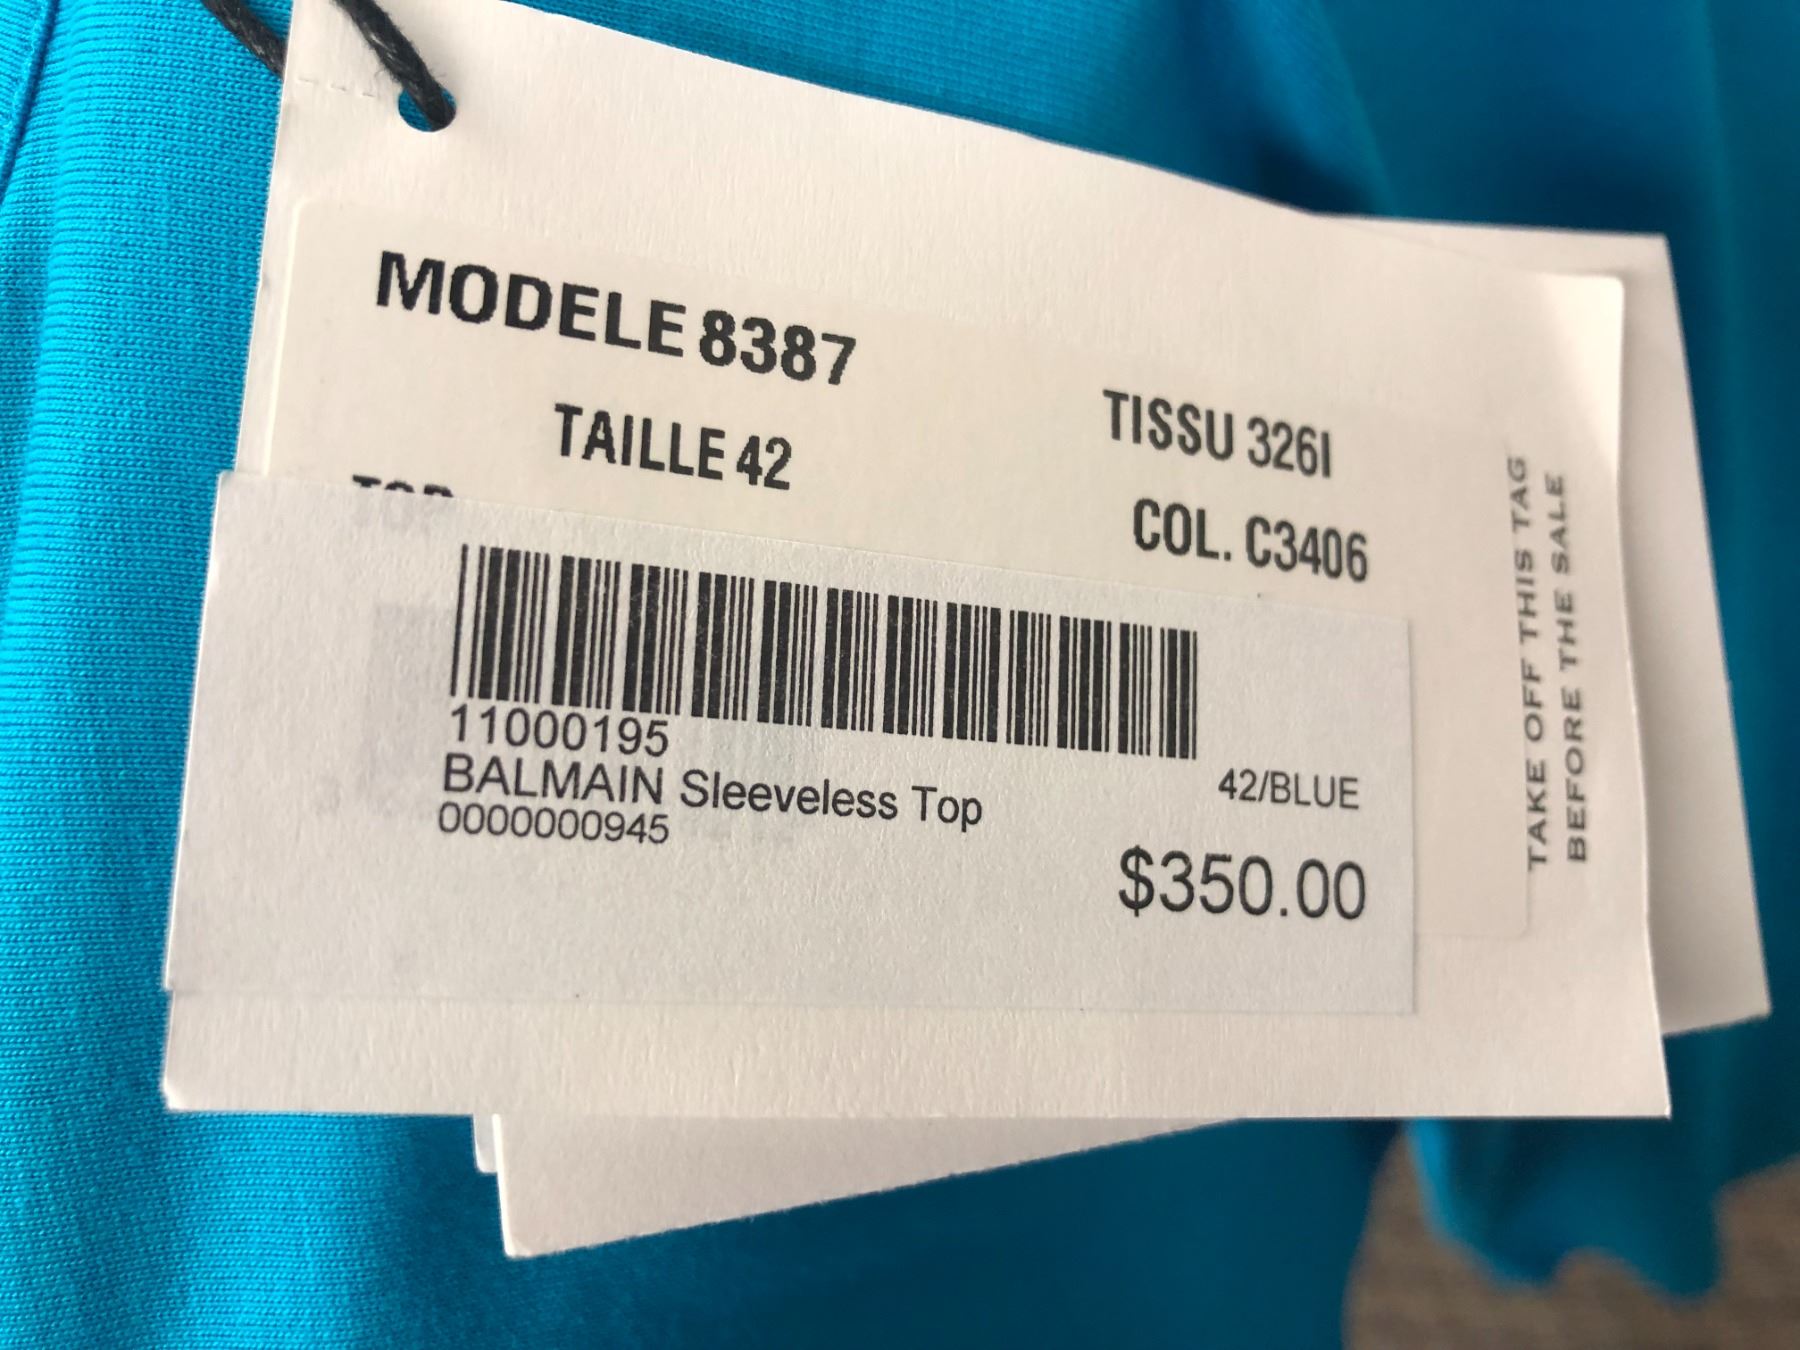 MODELE 8387
TAILLE 42
TISSU 326I
TOP
COL. C3406
11000195
BALMAIN Sleeveless Top
42/BLUE
0000000945
$350.00
TAKE OFF THIS TAG
BEFORE THE SALE